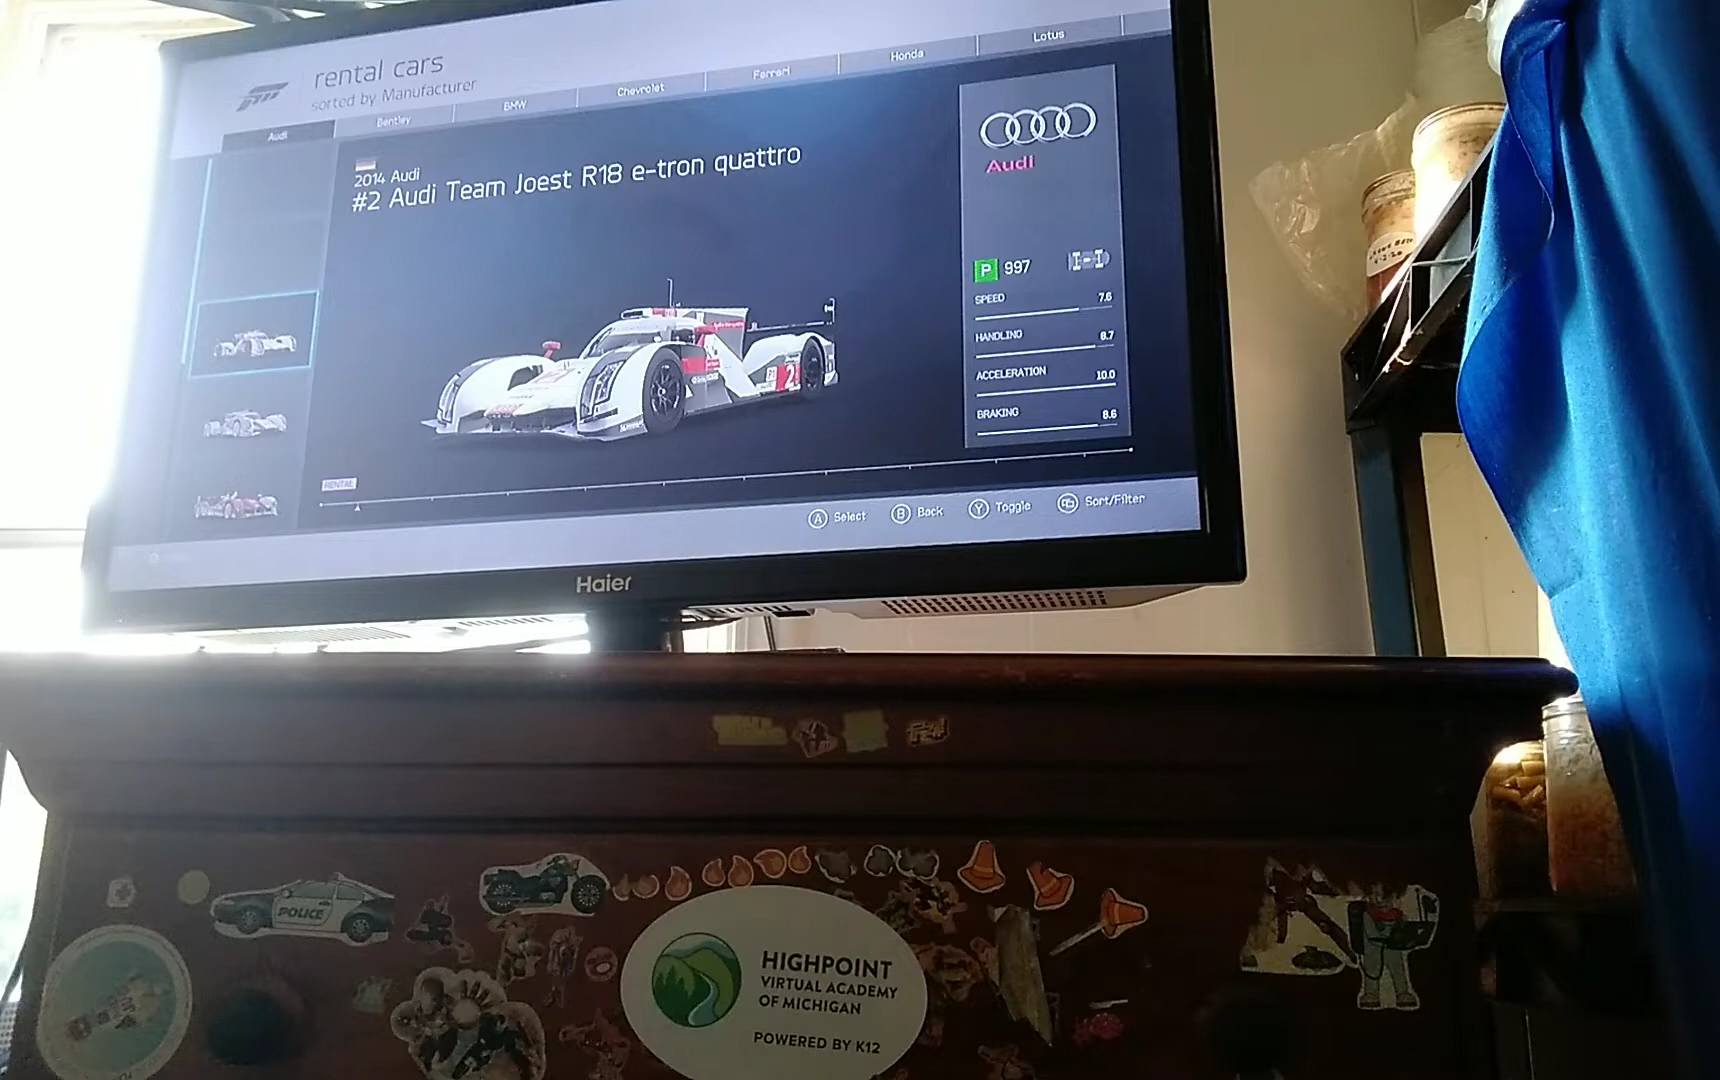 rental cars
sorted by Manufacturer
Audi
Bentley
BMW
Chevrolet
Ferrari
Honda
Lotus
2014 Audi
#2 Audi Team Joest R18 e-tron quattro
Audi
P 997
SPEED 7.6
HANDLING 8.7
ACCELERATION 10.0
BRAKING 8.6
2
RENTAL
A Select
B Back
Y Toggle
Sort/Filter
Haier
POLICE
HIGHPOINT
VIRTUAL ACADEMY
OF MICHIGAN
POWERED BY K12